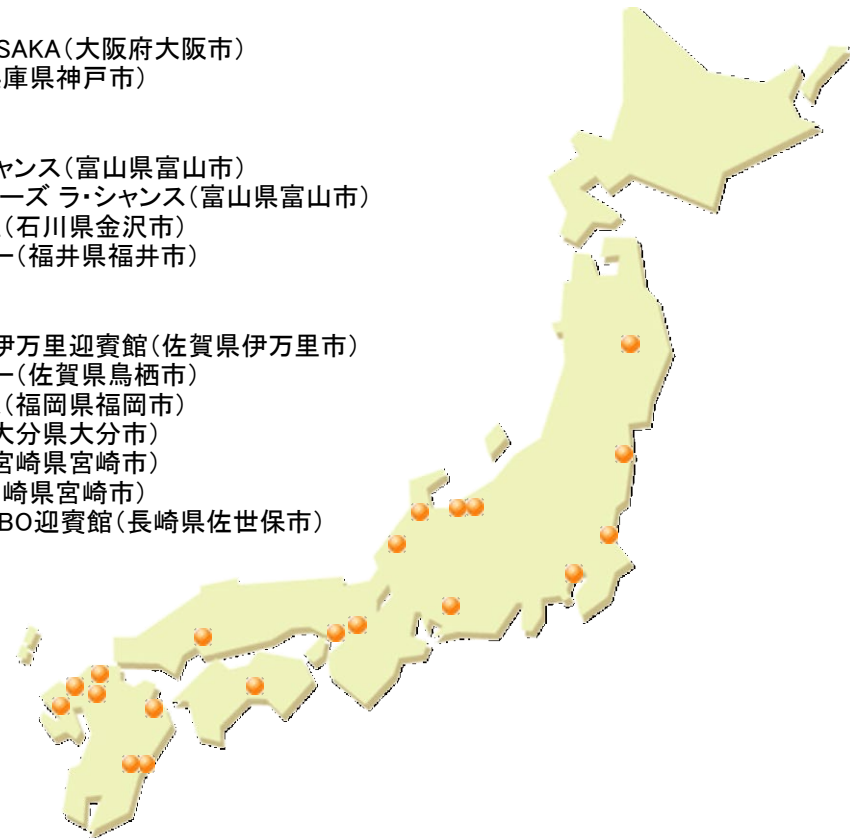 SAKA（大阪府大阪市）
庫県神戸市）
ャンス（富山県富山市）
ーズ ラ・シャンス（富山県富山市）
（石川県金沢市）
ー（福井県福井市）
伊万里迎賓館（佐賀県伊万里市）
ー（佐賀県鳥栖市）
（福岡県福岡市）
大分県大分市）
宮崎県宮崎市）
崎県宮崎市）
BO迎賓館（長崎県佐世保市）